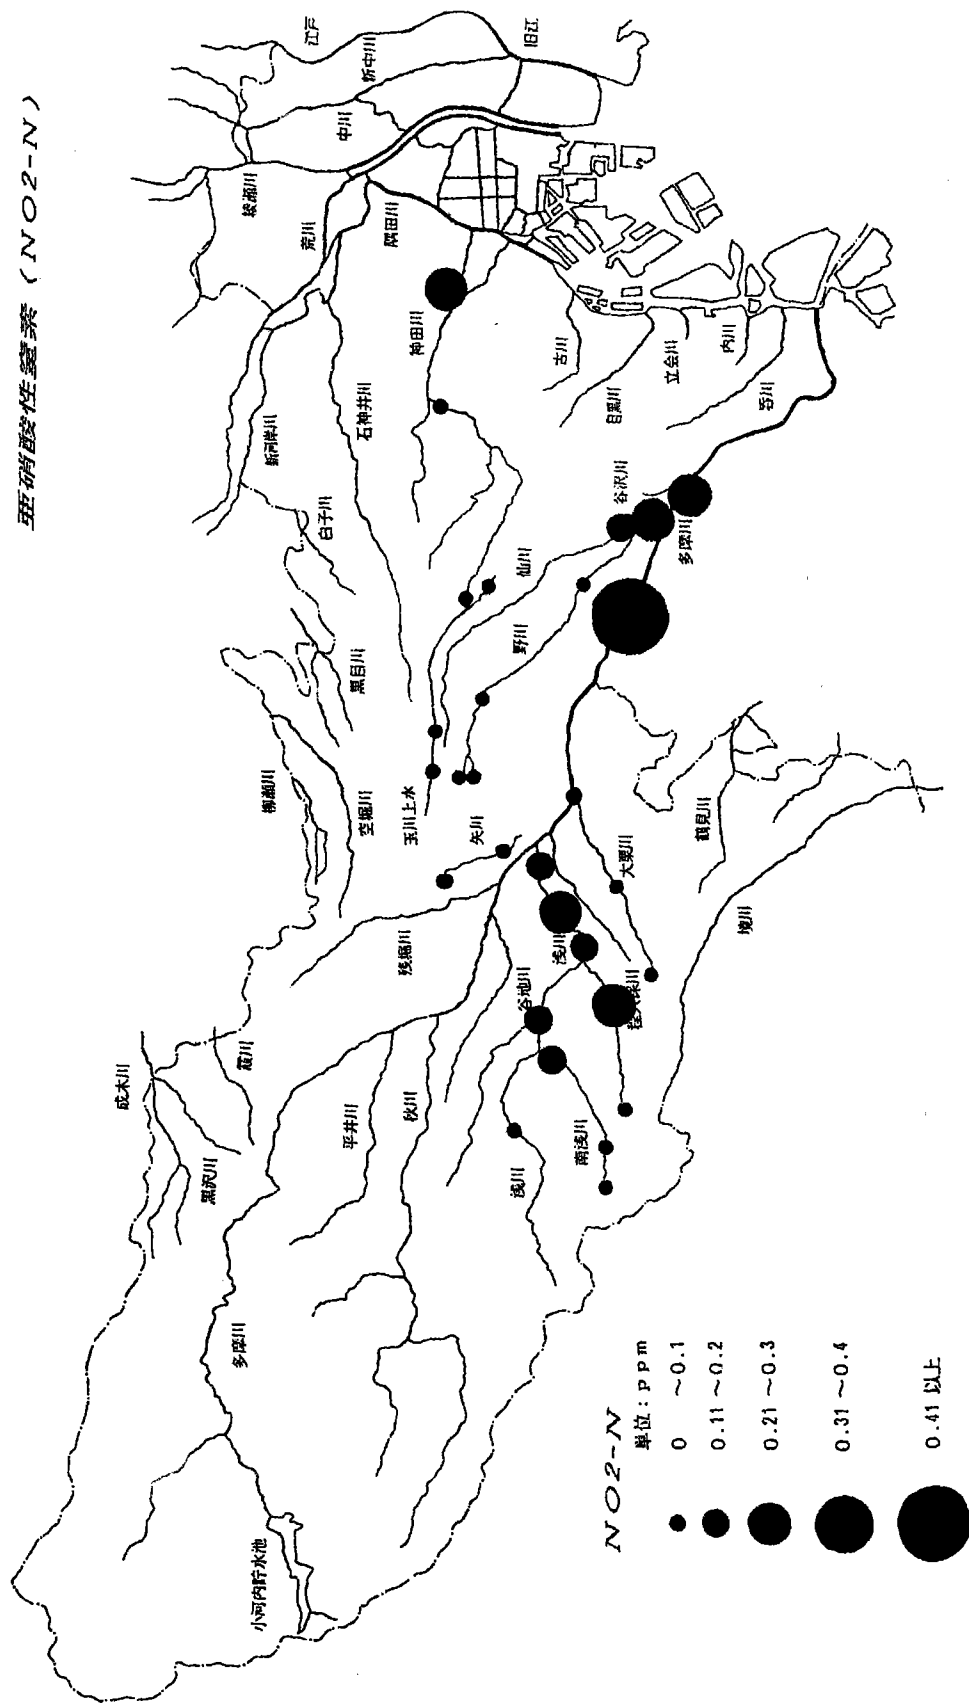 亜硝酸性窒素 (NO2-N)
江戸
旧江
新中川
中川
綾瀬川
荒川
隅田川
神田川
石神井川
新河岸川
白子川
古川
目黒川
立会川
内川
呑川
谷沢川
多摩川
仙川
野川
黒目川
柳瀬川
空堀川
玉川上水
矢川
大栗川
鶴見川
境川
残堀川
谷地川
浅川
成木川
霞川
黒沢川
平井川
秋川
浅川
南浅川
多摩川
小河内貯水池
NO2-N
単位:ppm
0 ~0.1
0.11~0.2
0.21~0.3
0.31~0.4
0.41 以上